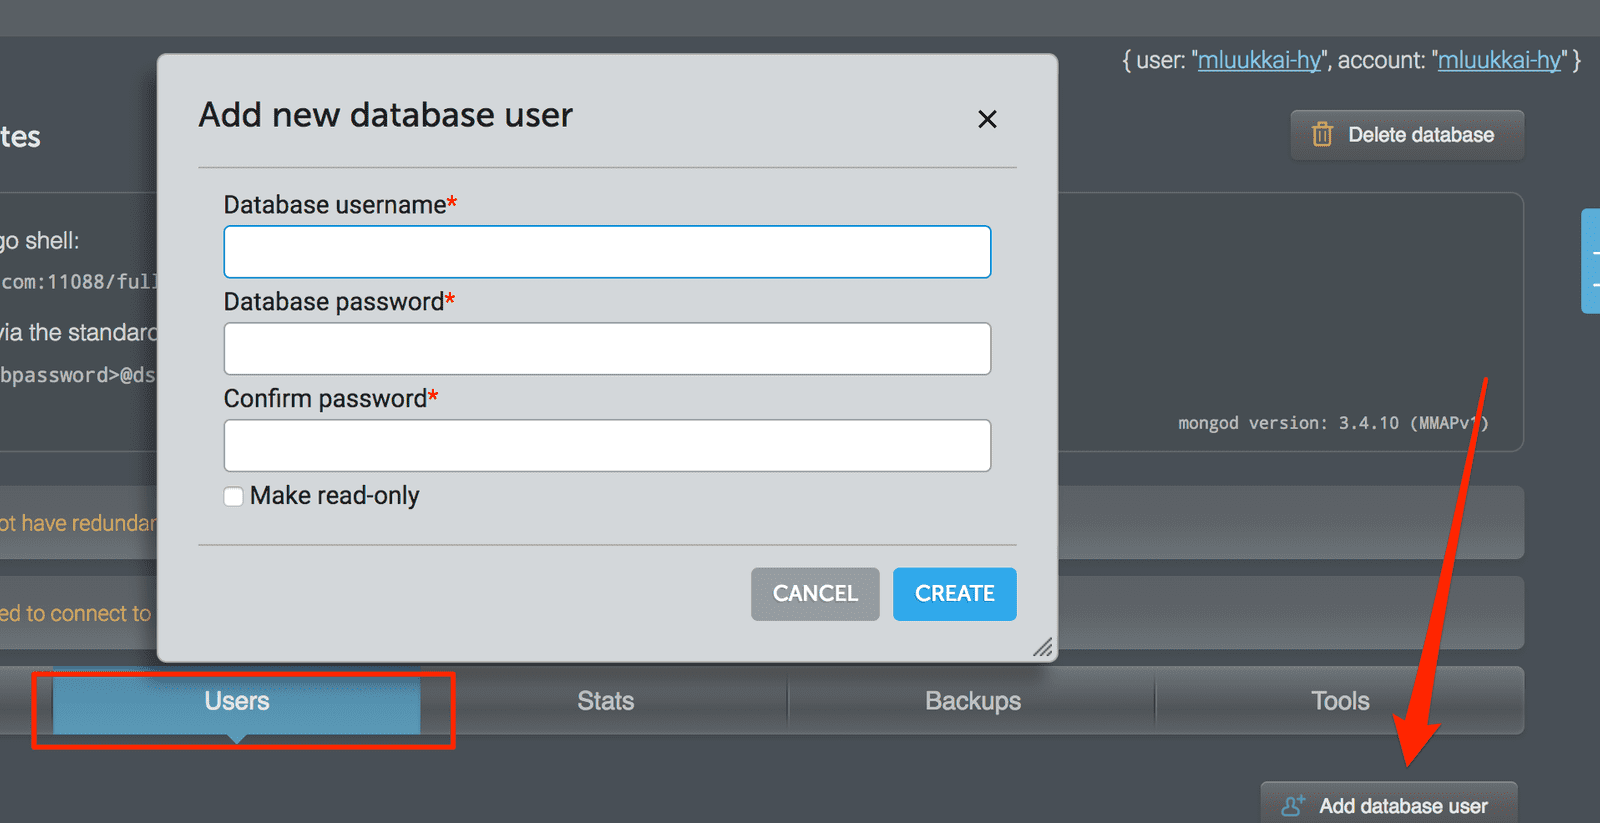 { user: "mluukkai-hy", account: "mluukkai-hy" }
Add new database user
tes
Delete database
Database username*
go shell:
.com:11088/full
Database password*
via the standard
bpassword>@ds
Confirm password*
mongod version: 3.4.10 (MMAPv1)
Make read-only
ot have redundan
CANCEL
CREATE
ed to connect to
Users
Stats
Backups
Tools
Add database user